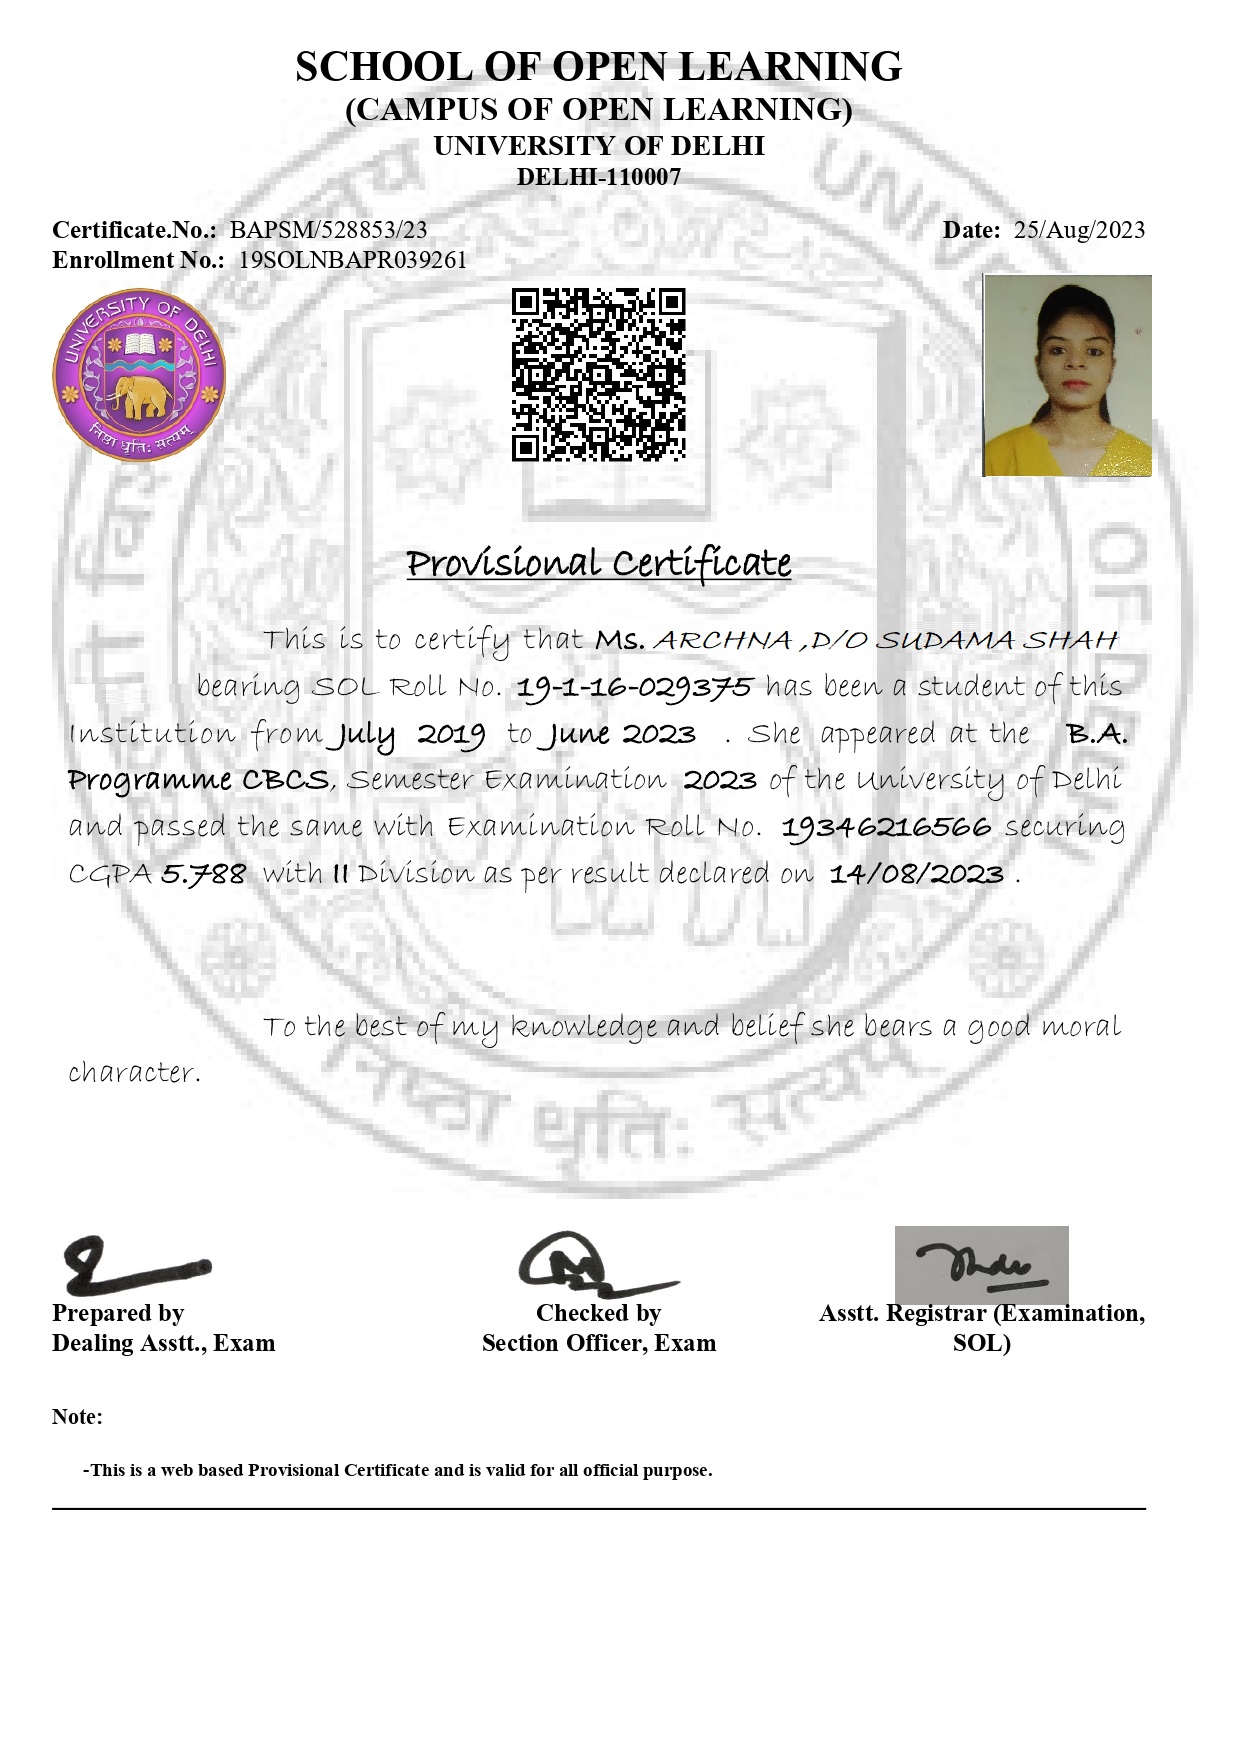 SCHOOL OF OPEN LEARNING
(CAMPUS OF OPEN LEARNING)
UNIVERSITY OF DELHI
DELHI-110007
Certificate.No.: BAPSM/528853/23 Date: 25/Aug/2023
Enrollment No.: 19SOLNBAPR039261
UNIVERSITY OF DELHI
निष्ठा धृति: सत्यम्
Provisional Certificate
This is to certify that Ms. ARCHNA ,D/O SUDAMA SHAH
bearing SOL Roll No. 19-1-16-029375 has been a student of this
Institution from July 2019 to June 2023 . She appeared at the B.A.
Programme CBCS, Semester Examination 2023 of the University of Delhi
and passed the same with Examination Roll No. 19346216566 securing
CGPA 5.788 with II Division as per result declared on 14/08/2023 .
To the best of my knowledge and belief she bears a good moral
character.
निष्ठा धृति: सत्यम्
Prepared by Checked by Asstt. Registrar (Examination,
Dealing Asstt., Exam Section Officer, Exam SOL)
Note:
-This is a web based Provisional Certificate and is valid for all official purpose.